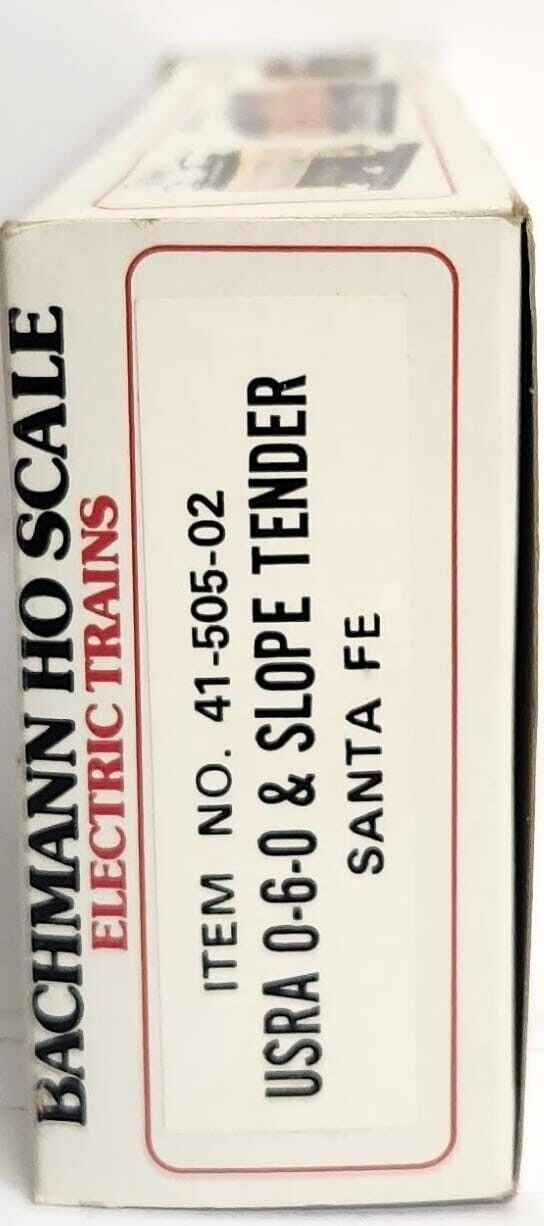 BACHMANN HO SCALE
ELECTRIC TRAINS
ITEM NO. 41-505-02
USRA 0-6-0 & SLOPE TENDER
SANTA FE